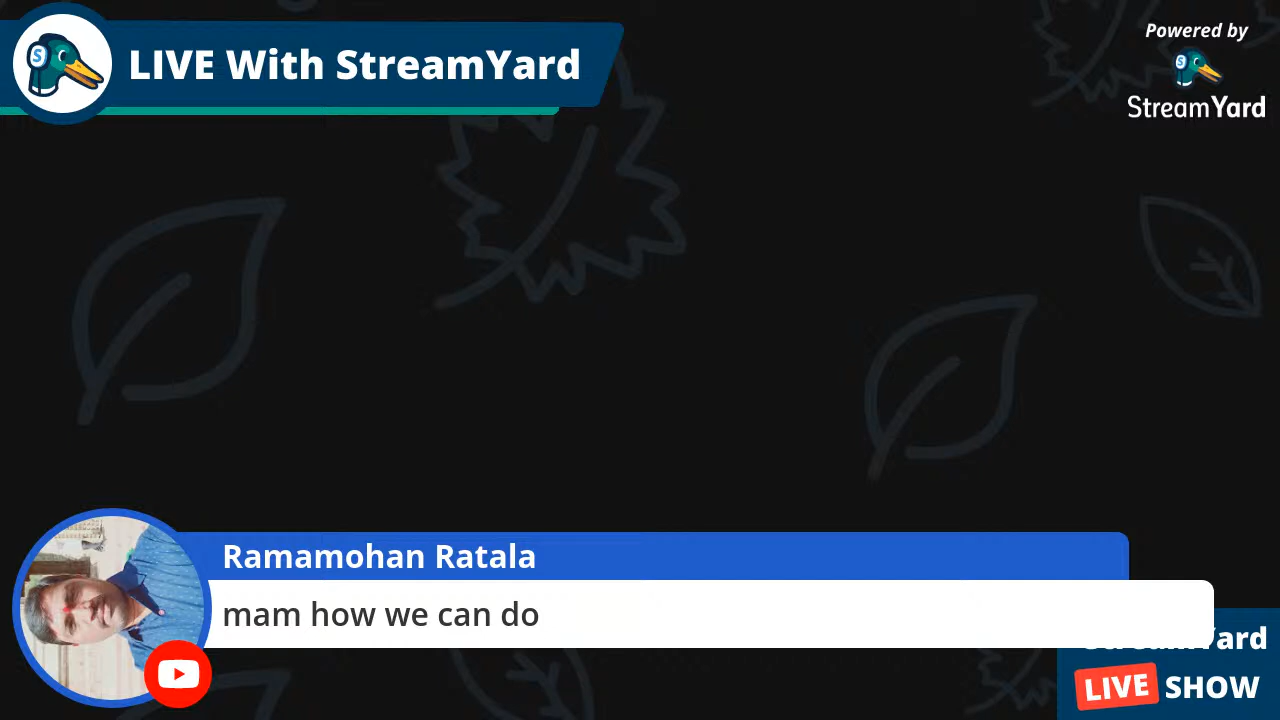 LIVE With StreamYard
Powered by
StreamYard
Ramamohan Ratala
mam how we can do
LIVE SHOW